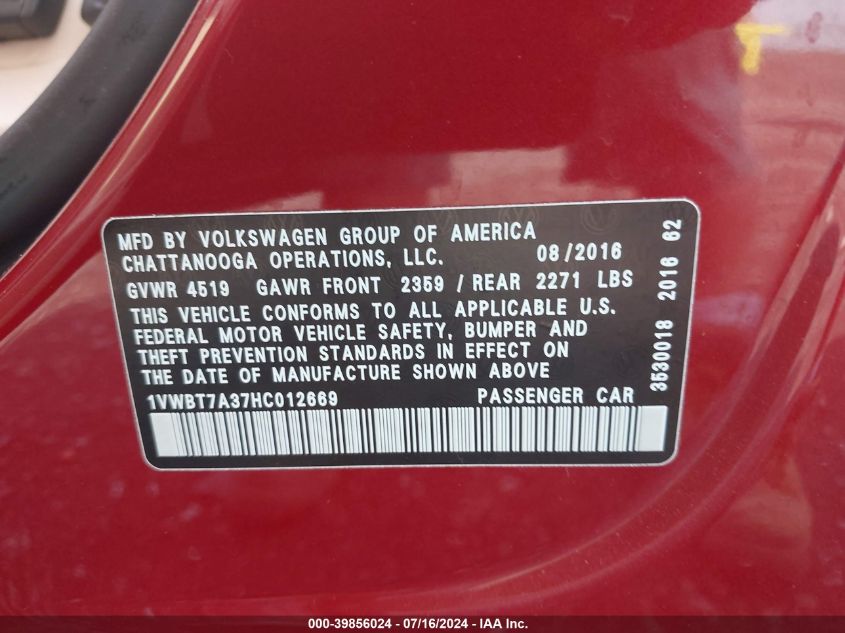 MFD BY VOLKSWAGEN GROUP OF AMERICA
CHATTANOOGA OPERATIONS, LLC. 08/2016
GVWR 4519 GAWR FRONT 2359 / REAR 2271 LBS
THIS VEHICLE CONFORMS TO ALL APPLICABLE U.S.
FEDERAL MOTOR VEHICLE SAFETY, BUMPER AND
THEFT PREVENTION STANDARDS IN EFFECT ON
THE DATE OF MANUFACTURE SHOWN ABOVE
1VWBT7A37HC012669 PASSENGER CAR
3530018 2016 62
000-39856024 - 07/16/2024 - IAA, Inc.